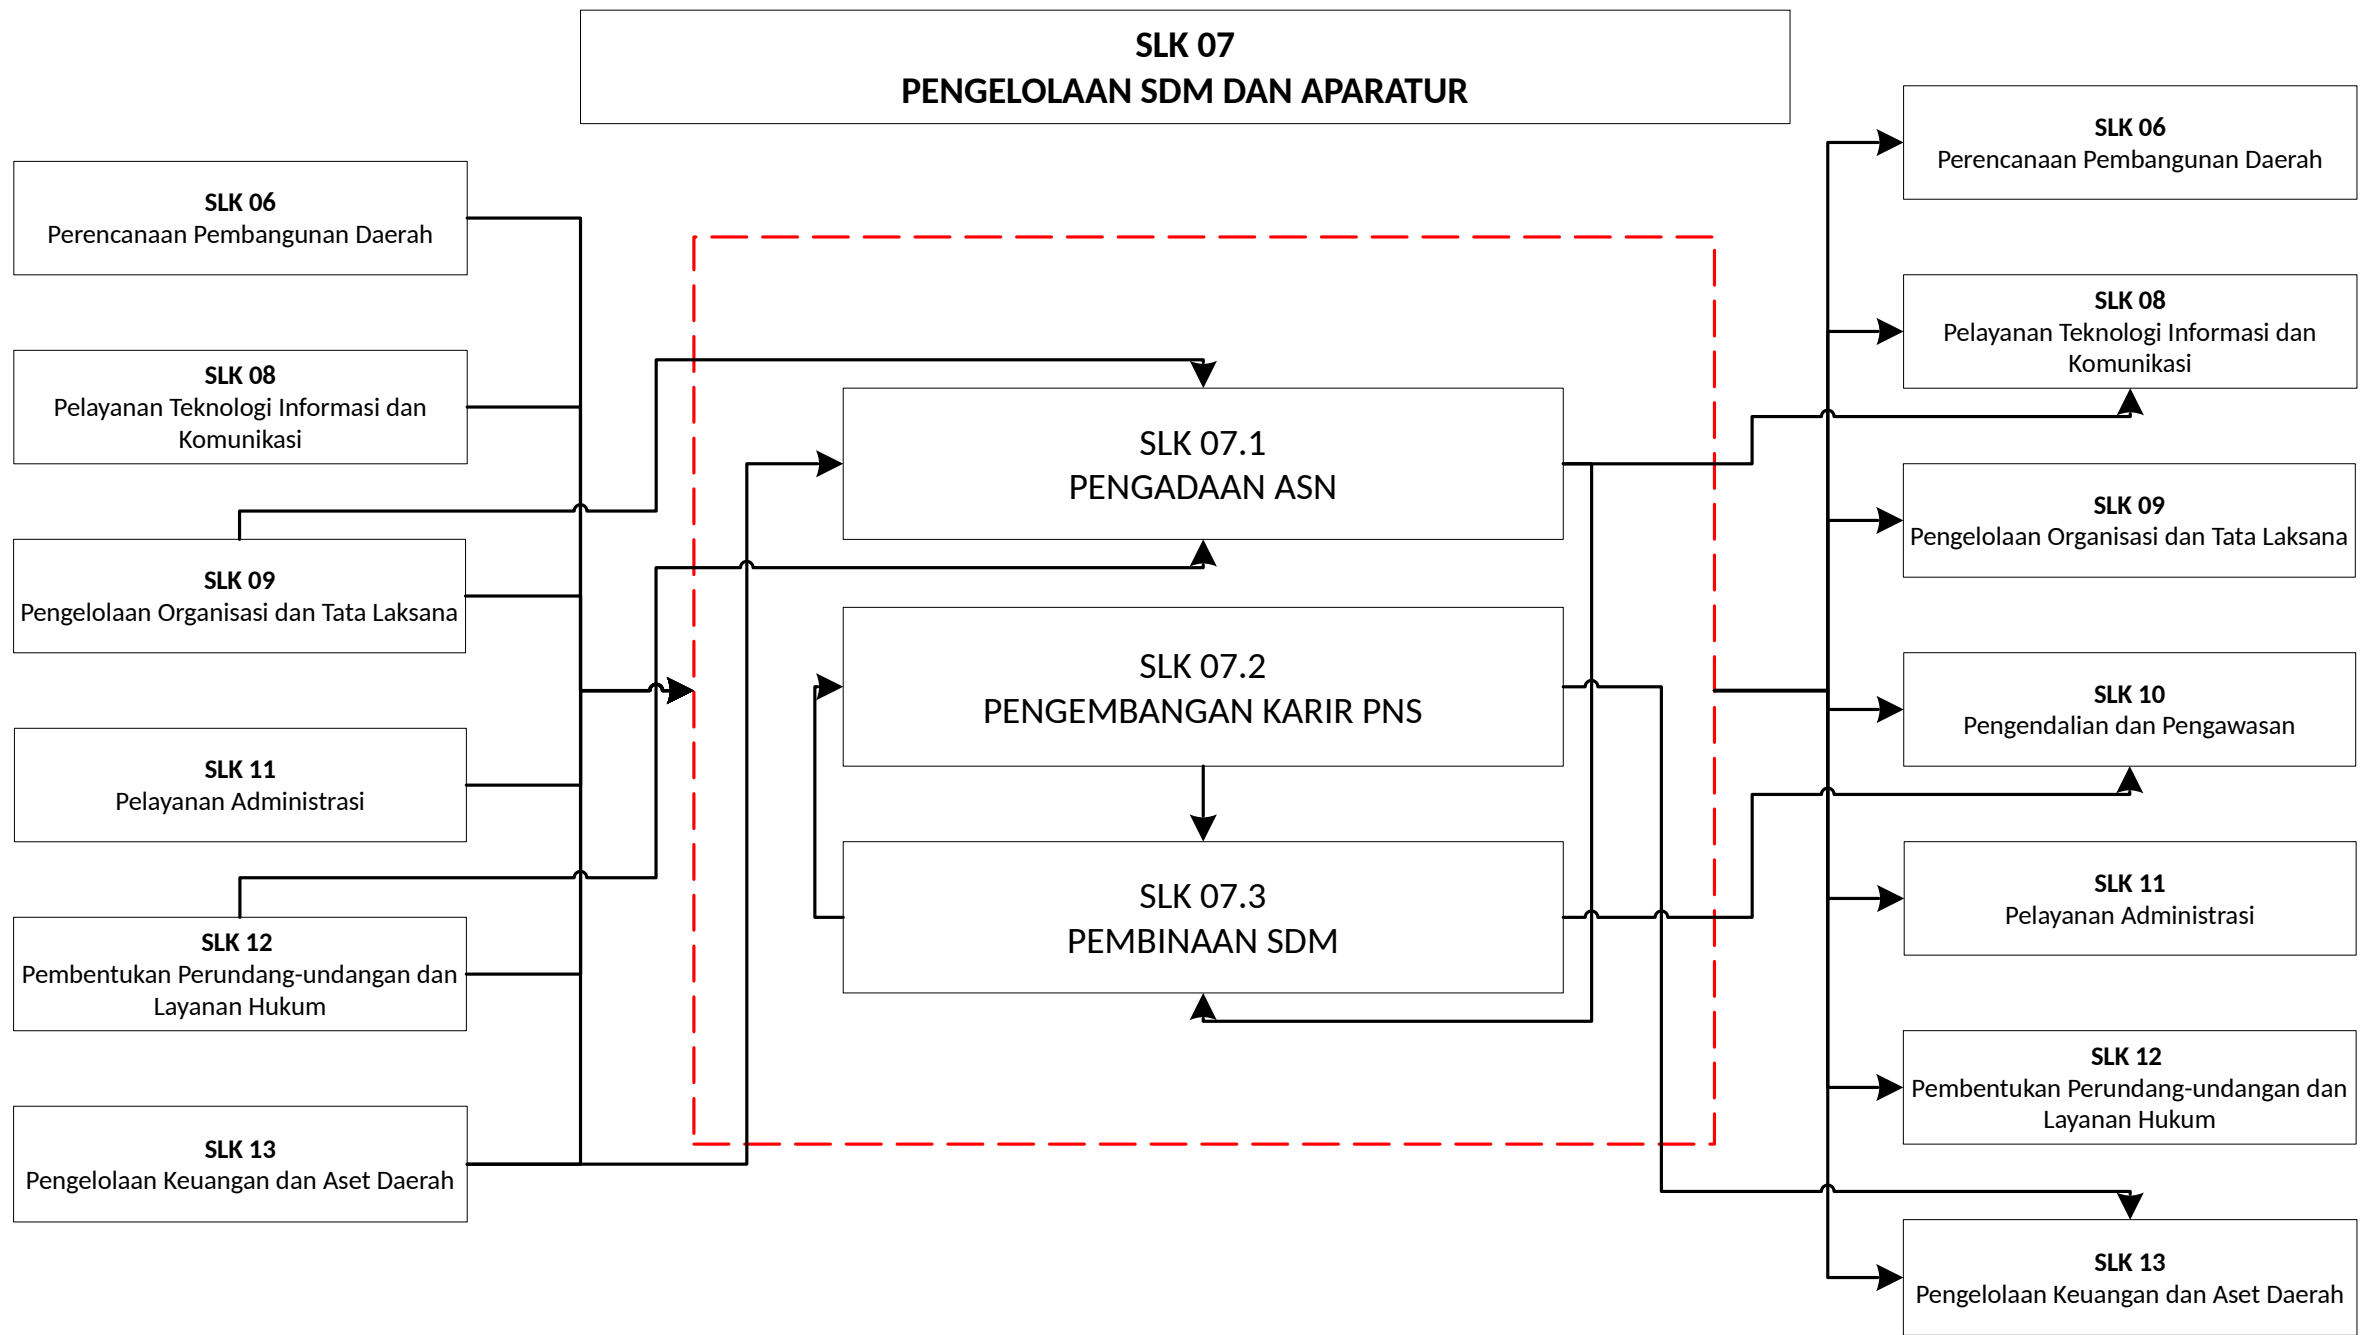 SLK 07
PENGELOLAAN SDM DAN APARATUR
SLK 06
Perencanaan Pembangunan Daerah
SLK 08
Pelayanan Teknologi Informasi dan
Komunikasi
SLK 09
Pengelolaan Organisasi dan Tata Laksana
SLK 11
Pelayanan Administrasi
SLK 12
Pembentukan Perundang-undangan dan
Layanan Hukum
SLK 13
Pengelolaan Keuangan dan Aset Daerah
SLK 07.1
PENGADAAN ASN
SLK 07.2
PENGEMBANGAN KARIR PNS
SLK 07.3
PEMBINAAN SDM
SLK 06
Perencanaan Pembangunan Daerah
SLK 08
Pelayanan Teknologi Informasi dan
Komunikasi
SLK 09
Pengelolaan Organisasi dan Tata Laksana
SLK 10
Pengendalian dan Pengawasan
SLK 11
Pelayanan Administrasi
SLK 12
Pembentukan Perundang-undangan dan
Layanan Hukum
SLK 13
Pengelolaan Keuangan dan Aset Daerah